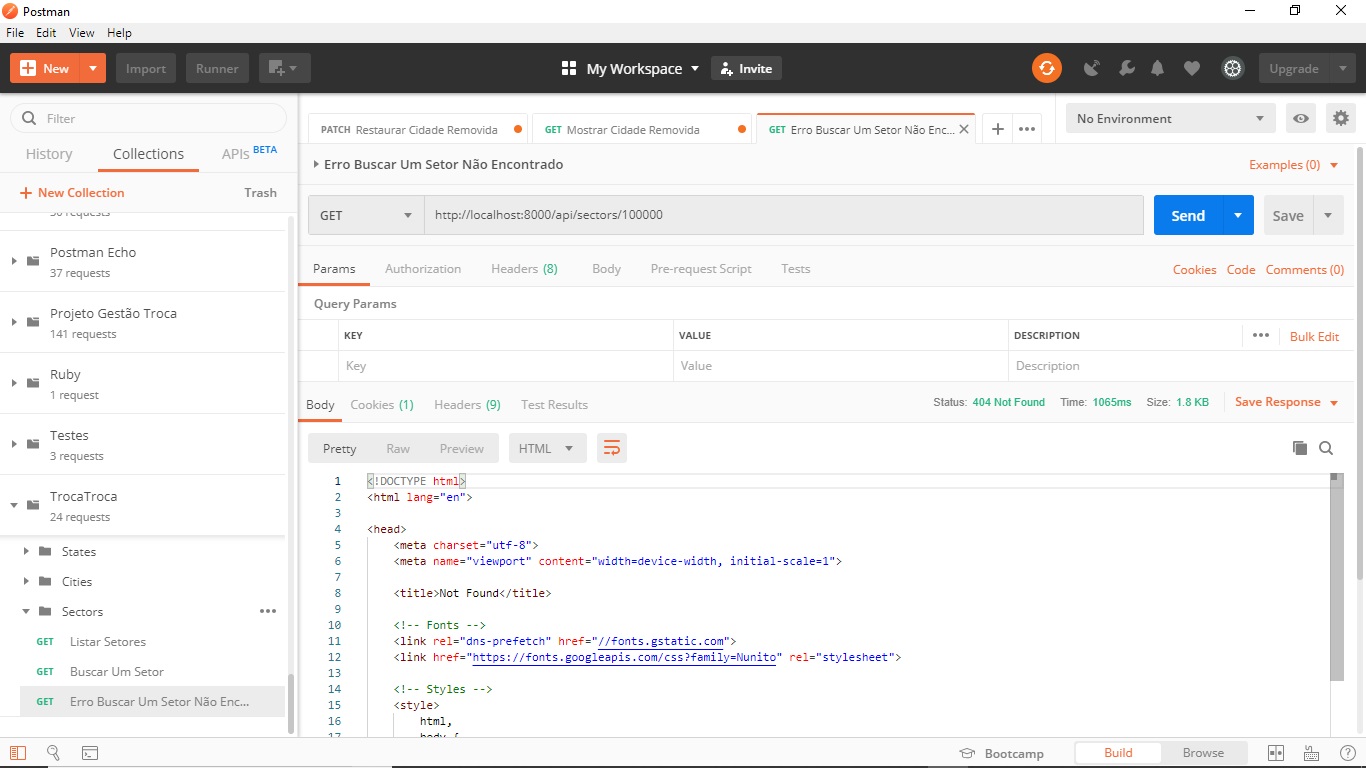 Postman
File Edit View Help
New Import Runner My Workspace Invite Upgrade
Filter
History Collections APIs BETA
New Collection Trash
Postman Echo
37 requests
Projeto Gestão Troca
141 requests
Ruby
1 request
Testes
3 requests
TrocaTroca
24 requests
States
Cities
Sectors
GET Listar Setores
GET Buscar Um Setor
GET Erro Buscar Um Setor Não Enc...
PATCH Restaurar Cidade Removida GET Mostrar Cidade Removida GET Erro Buscar Um Setor Não Enc... No Environment
Erro Buscar Um Setor Não Encontrado Examples (0)
GET http://localhost:8000/api/sectors/100000 Send Save
Params Authorization Headers (8) Body Pre-request Script Tests Cookies Code Comments (0)
Query Params
KEY VALUE DESCRIPTION Bulk Edit
Key Value Description
Body Cookies (1) Headers (9) Test Results Status: 404 Not Found Time: 1065ms Size: 1.8 KB Save Response
Pretty Raw Preview HTML
1 <!DOCTYPE html>
2 <html lang="en">
3
4 <head>
5 <meta charset="utf-8">
6 <meta name="viewport" content="width=device-width, initial-scale=1">
7
8 <title>Not Found</title>
9
10 <!-- Fonts -->
11 <link rel="dns-prefetch" href="//fonts.gstatic.com">
12 <link href="https://fonts.googleapis.com/css?family=Nunito" rel="stylesheet">
13
14 <!-- Styles -->
15 <style>
16 html,
17 body {
Bootcamp Build Browse